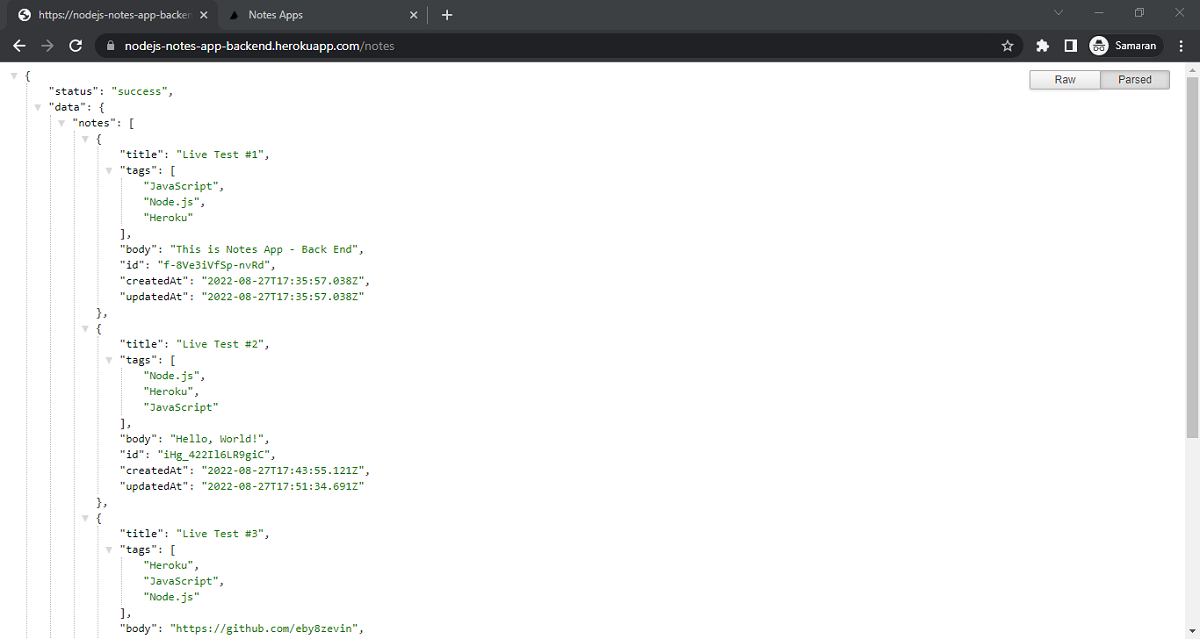 https://nodejs-notes-app-backen
Notes Apps
nodejs-notes-app-backend.herokuapp.com/notes
Samaran
Raw Parsed
{
"status": "success",
"data": {
"notes": [
{
"title": "Live Test #1",
"tags": [
"JavaScript",
"Node.js",
"Heroku"
],
"body": "This is Notes App - Back End",
"id": "f-8Ve3iVfSp-nvRd",
"createdAt": "2022-08-27T17:35:57.038Z",
"updatedAt": "2022-08-27T17:35:57.038Z"
},
{
"title": "Live Test #2",
"tags": [
"Node.js",
"Heroku",
"JavaScript"
],
"body": "Hello, World!",
"id": "iHg_422Il6LR9giC",
"createdAt": "2022-08-27T17:43:55.121Z",
"updatedAt": "2022-08-27T17:51:34.691Z"
},
{
"title": "Live Test #3",
"tags": [
"Heroku",
"JavaScript",
"Node.js"
],
"body": "https://github.com/eby8zevin",